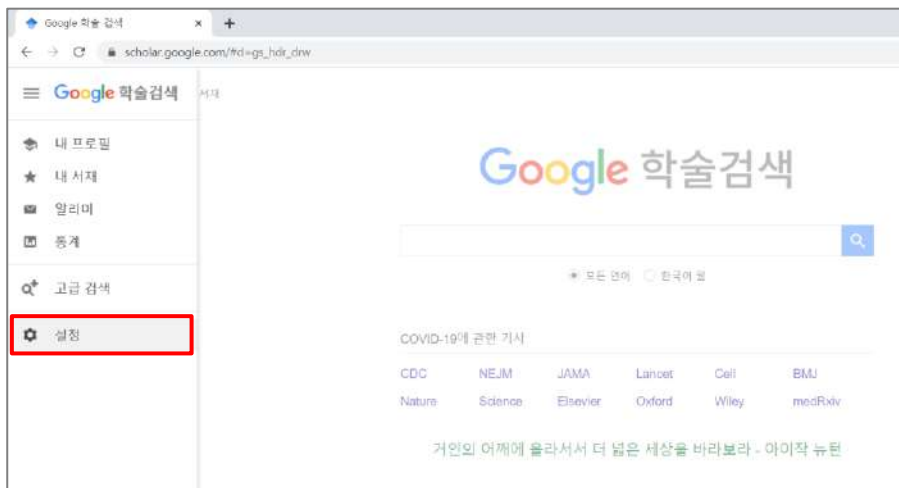 Google 학술 검색
scholar.google.com/#d=gs_hdr_drw
Google 학술검색
서재
내 프로필
내 서재
알리미
통계
고급 검색
설정
Google 학술검색
모든 언어 한국어 웹
COVID-19에 관한 기사
CDC NEJM JAMA Lancet Cell BMJ
Nature Science Elsevier Oxford Wiley medRxiv
거인의 어깨에 올라서서 더 넓은 세상을 바라보라 - 아이작 뉴턴